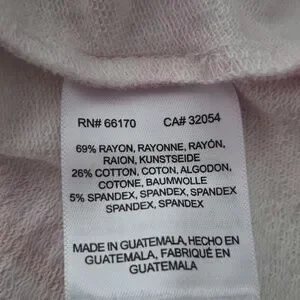 RN# 66170 CA# 32054
69% RAYON, RAYONNE, RAYÓN,
RAION, KUNSTSEIDE
26% COTTON, COTON, ALGODON,
COTONE, BAUMWOLLE
5% SPANDEX, SPANDEX, SPANDEX
SPANDEX, SPANDEX
MADE IN GUATEMALA, HECHO EN
GUATEMALA, FABRIQUÉ EN
GUATEMALA